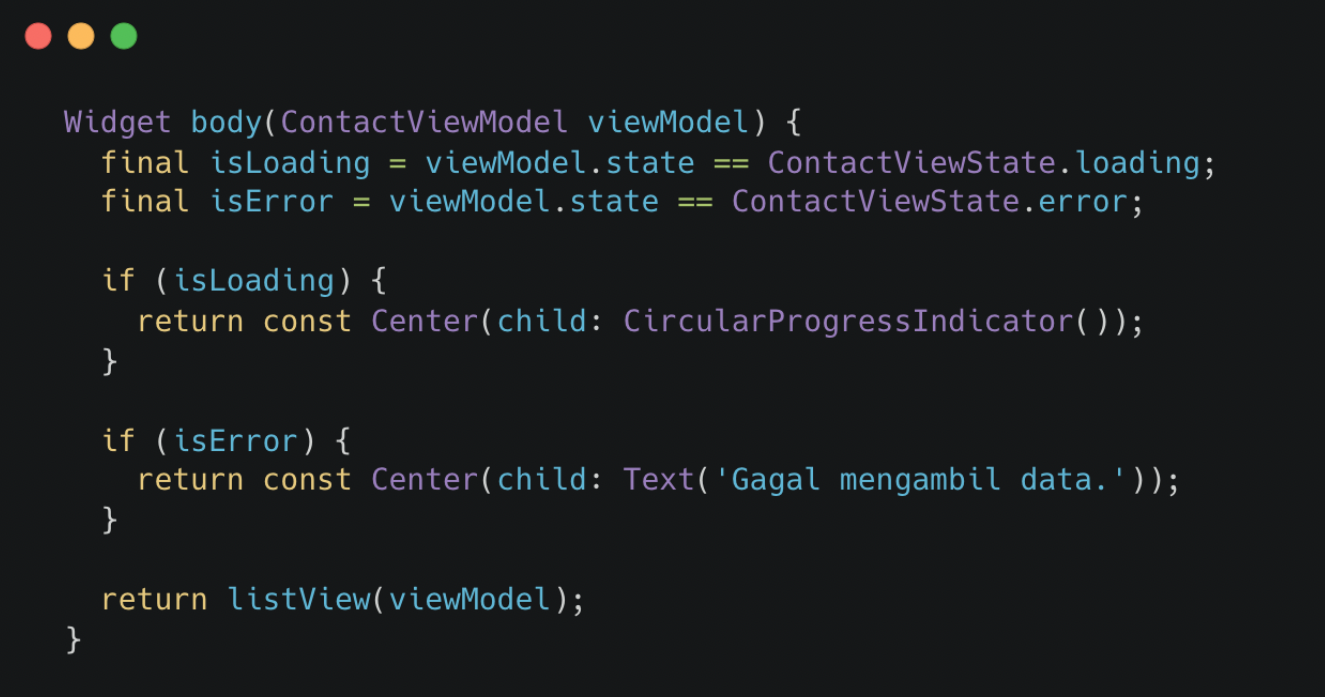 Widget body(ContactViewModel viewModel) {
  final isLoading = viewModel.state == ContactViewState.loading;
  final isError = viewModel.state == ContactViewState.error;

  if (isLoading) {
    return const Center(child: CircularProgressIndicator());
  }

  if (isError) {
    return const Center(child: Text('Gagal mengambil data.'));
  }

  return listView(viewModel);
}